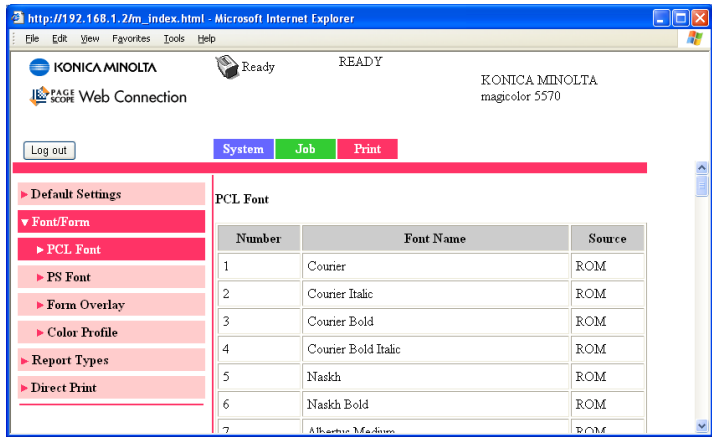 http://192.168.1.2/m_index.html - Microsoft Internet Explorer
File Edit View Favorites Tools Help
KONICA MINOLTA
Ready
READY
KONICA MINOLTA
magicolor 5570
PAGE SCOPE Web Connection
Log out
System Job Print
Default Settings
Font/Form
PCL Font
PS Font
Form Overlay
Color Profile
Report Types
Direct Print
PCL Font
Number Font Name Source
1 Courier ROM
2 Courier Italic ROM
3 Courier Bold ROM
4 Courier Bold Italic ROM
5 Naskh ROM
6 Naskh Bold ROM
7 Albertus Medium ROM